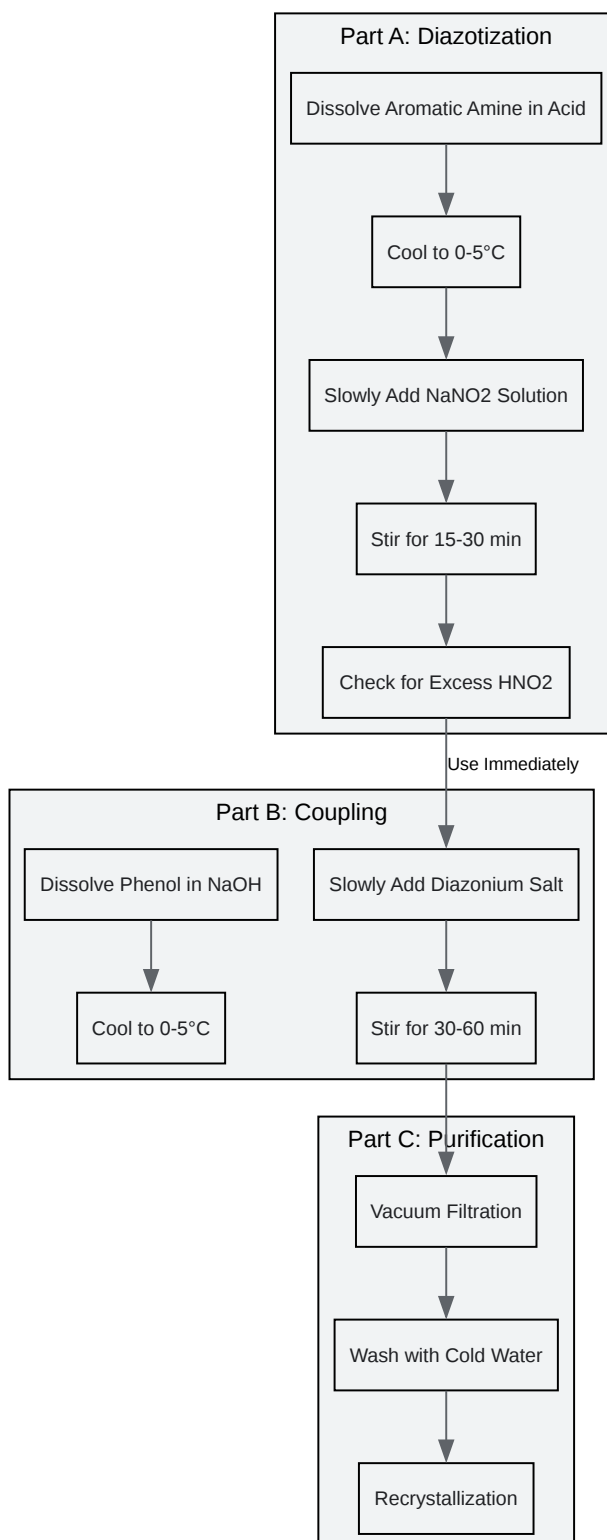 Part A: Diazotization
Dissolve Aromatic Amine in Acid
Cool to 0-5°C
Slowly Add NaNO2 Solution
Stir for 15-30 min
Check for Excess HNO2
Use Immediately
Part B: Coupling
Dissolve Phenol in NaOH
Slowly Add Diazonium Salt
Cool to 0-5°C
Stir for 30-60 min
Part C: Purification
Vacuum Filtration
Wash with Cold Water
Recrystallization